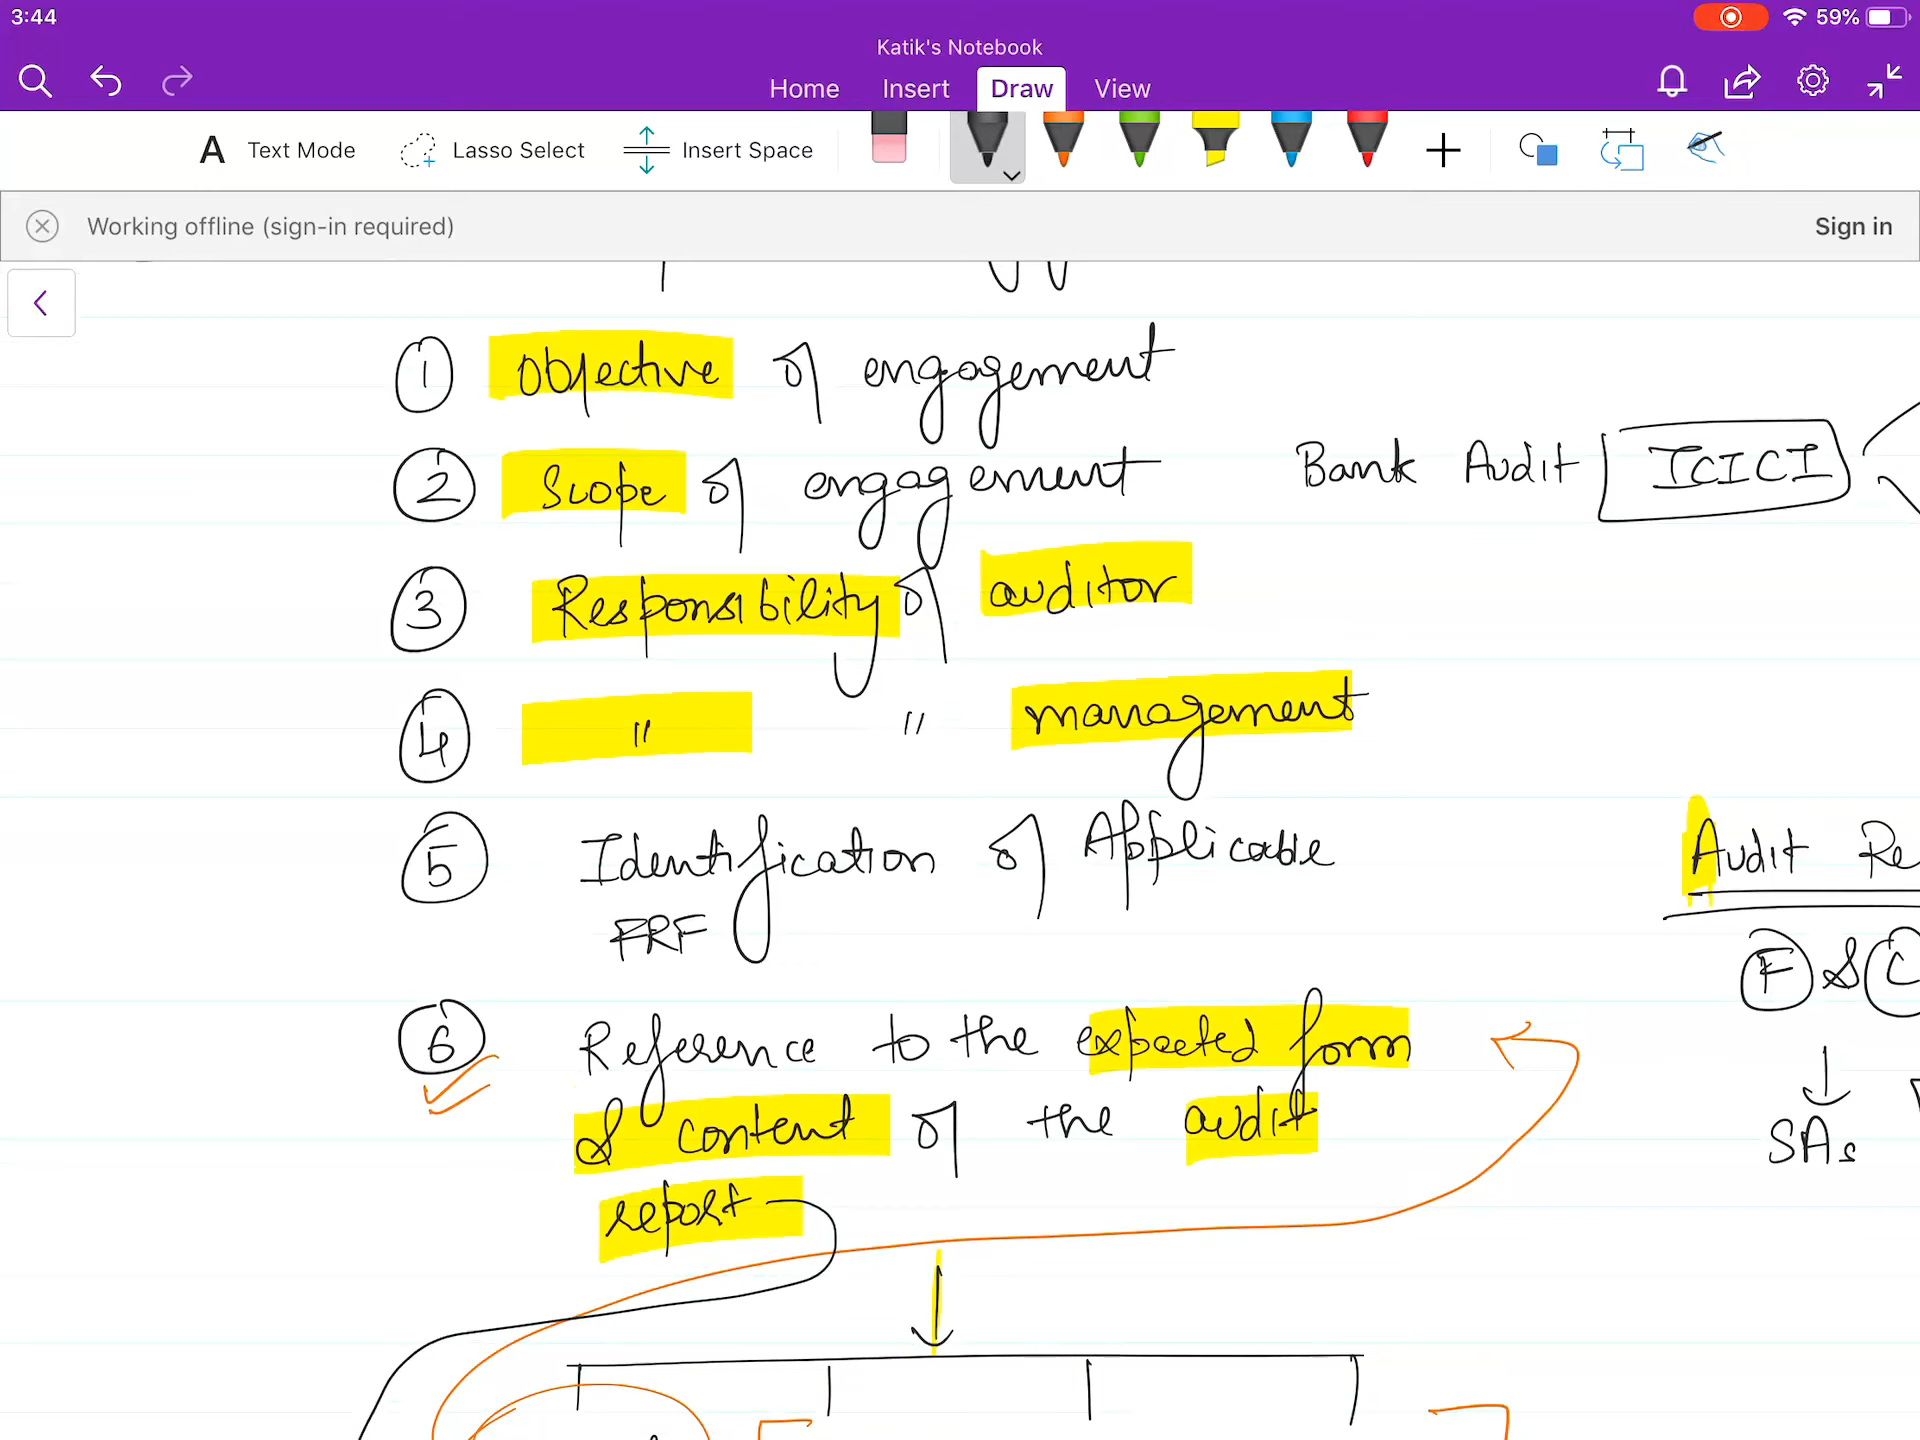 3:44
59%
Katik's Notebook
Home Insert Draw View
A Text Mode Lasso Select Insert Space
Working offline (sign-in required) Sign in
1 Objective of engagement
2 Scope of engagement
Bank Audit ICICI
3 Responsibility of auditor
4 " " management
5 Identification of Applicable
FRF
Audit Re
F & C
6 Reference to the expected form
& content of the audit
report
SAs